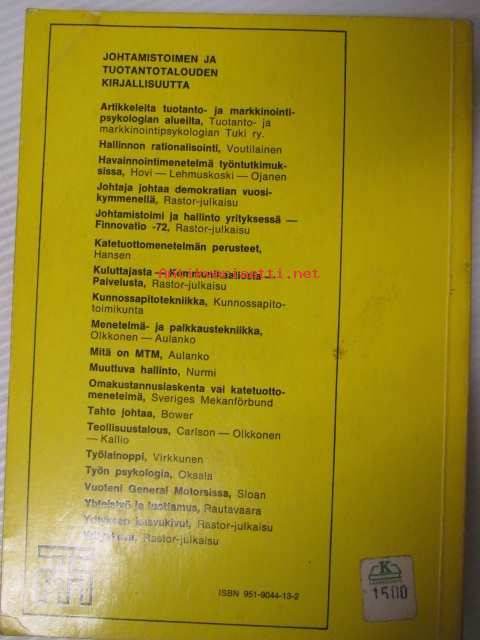 JOHTAMISTOIMEN JA
TUOTANTOTALOUDEN
KIRJALLISUUTTA
Artikkeleita tuotanto- ja markkinointi-
psykologian alueilta, Tuotanto- ja
markkinointipsykologian Tuki ry.
Hallinnon rationalisointi, Voutilainen
Havainnointimenetelmä työntutkimuk-
sissa, Hovi — Lehmuskoski — Ojanen
Johtaja johtaa demokratian vuosi-
kymmenellä, Rastor-julkaisu
Johtamistoimi ja hallinto yrityksessä —
Finnovatio -72, Rastor-julkaisu
Katetuottomenetelmän perusteet,
Hansen
Kuluttajasta —
Palvelusta, Rastor-julkaisu
Antikvariaatti.net
Kunnossapitotekniikka, Kunnossapito-
toimikunta
Menetelmä- ja palkkaustekniikka,
Olkkonen — Aulanko
Mitä on MTM, Aulanko
Muuttuva hallinto, Nurmi
Omakustannuslaskenta vai katetuotto-
menetelmä, Sveriges Mekanförbund
Tahto johtaa, Bower
Teollisuustalous, Carlson — Olkkonen
— Kallio
Työlainoppi, Virkkunen
Työn psykologia, Oksala
Vuoteni General Motorsissa, Sloan
Yhteistyö ja luottamus, Rautavaara
Yrityksen kasvukivut, Rastor-julkaisu
Rastor-julkaisu
ISBN 951-9044-13-2
K
1500